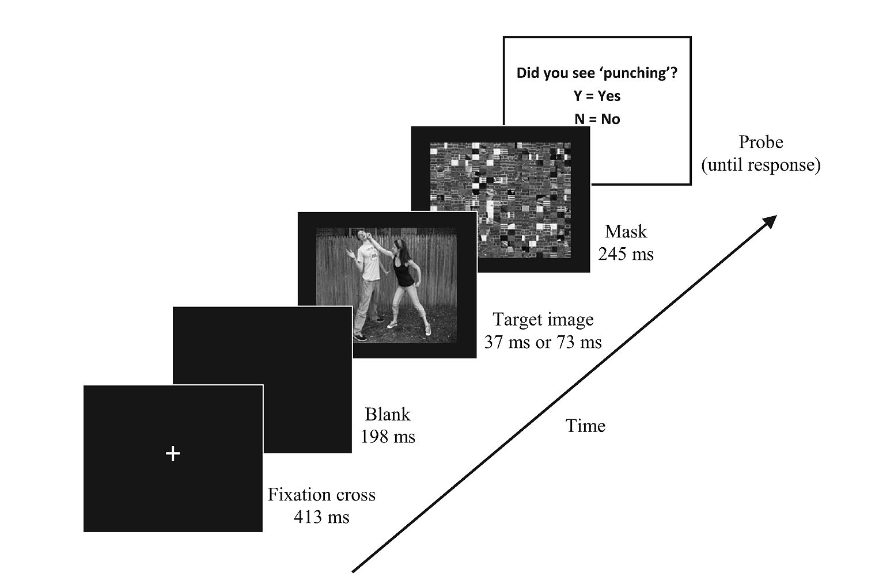 Did you see 'punching'?
Y = Yes
N = No
Probe
(until response)
Mask
245 ms
Target image
37 ms or 73 ms
Blank
198 ms
Time
Fixation cross
413 ms